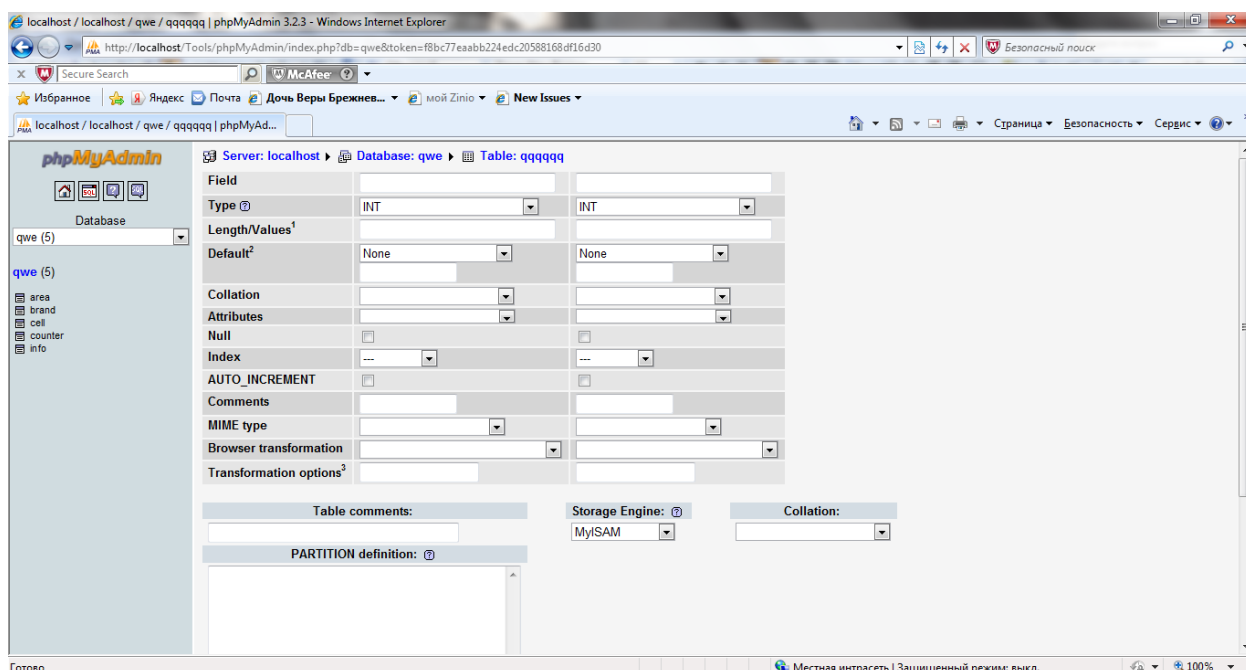 localhost / localhost / qwe / qqqqqq | phpMyAdmin 3.2.3 - Windows Internet Explorer
http://localhost/Tools/phpMyAdmin/index.php?db=qwe&token=f8bc77eaabb224edc20588168df16d30
Безопасный поиск
Secure Search McAfee
Избранное Яндекс Почта Дочь Веры Брежнев... мой Zinio New Issues
localhost / localhost / qwe / qqqqqq | phpMyAd... Страница Безопасность Сервис
phpMyAdmin
SQL
Database
qwe (5)
qwe (5)
area
brand
cell
counter
info
Server: localhost Database: qwe Table: qqqqqq
Field
Type INT INT
Length/Values1
Default2 None None
Collation
Attributes
Null
Index --- ---
AUTO_INCREMENT
Comments
MIME type
Browser transformation
Transformation options3
Table comments: Storage Engine: Collation:
MyISAM
PARTITION definition:
Готово Местная интрасеть | Защищенный режим: выкл. 100%